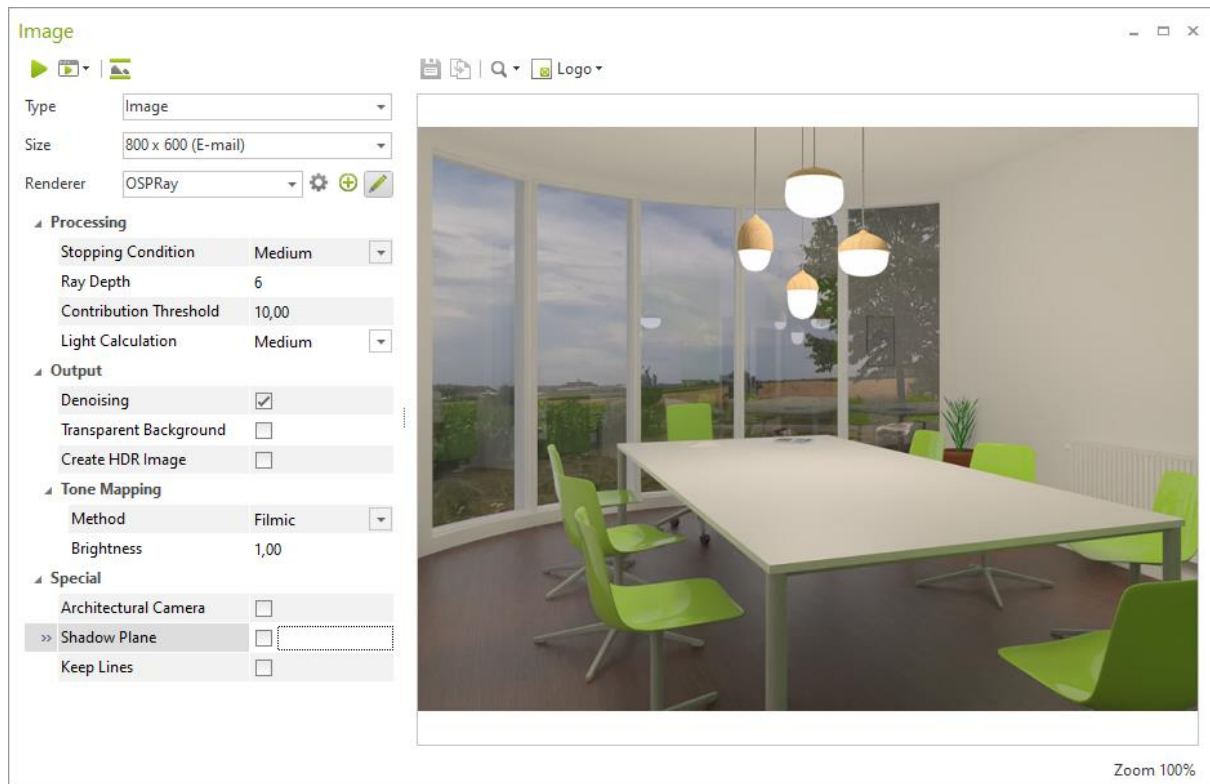 Image
Logo
Type Image
Size 800 x 600 (E-mail)
Renderer OSPRay
Processing
Stopping Condition Medium
Ray Depth 6
Contribution Threshold 10,00
Light Calculation Medium
Output
Denoising
Transparent Background
Create HDR Image
Tone Mapping
Method Filmic
Brightness 1,00
Special
Architectural Camera
Shadow Plane
Keep Lines
Zoom 100%